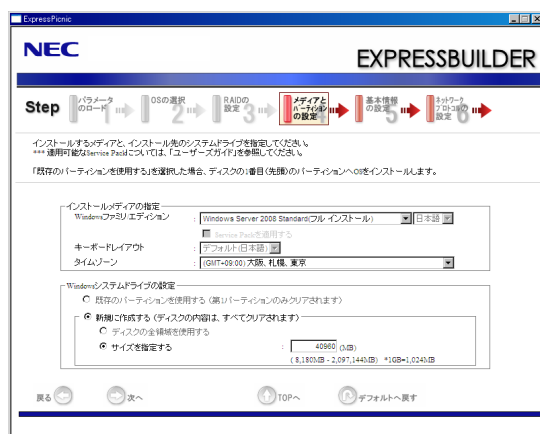 ExpressPicnic
NEC
EXPRESSBUILDER
Step
パラメータ
のロード 1
OSの選択 2
RAIDの
設定 3
メディアと
パーティション
の設定 4
基本情報
の設定 5
ネットワーク
プロトコルの
設定 6
インストールするメディアと、インストール先のシステムドライブを指定してください。
*** 適用可能なService Packについては、「ユーザーズガイド」を参照してください。
「既存のパーティションを使用する」を選択した場合、ディスクの1番目(先頭)のパーティションへOSをインストールします。
インストールメディアの指定
Windowsファミリ/エディション : Windows Server 2008 Standard(フル インストール) 日本語
Service Packを適用する
キーボードレイアウト : デフォルト(日本語)
タイムゾーン : (GMT+09:00) 大阪、札幌、東京
Windowsシステムドライブの設定
既存のパーティションを使用する (第1パーティションのみクリアされます)
新規に作成する (ディスクの内容は、すべてクリアされます)
ディスクの全領域を使用する
サイズを指定する : 40960 (MB)
( 8,180MB - 2,097,144MB) *1GB=1,024MB
戻る 次へ TOPへ デフォルトへ戻す